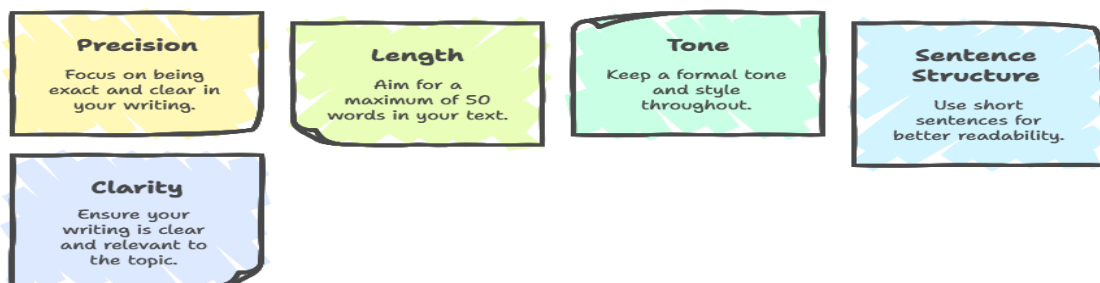 Precision
Focus on being
exact and clear in
your writing.
Length
Aim for a
maximum of 50
words in your text.
Tone
Keep a formal tone
and style
throughout.
Sentence
Structure
Use short
sentences for
better readability.
Clarity
Ensure your
writing is clear
and relevant to
the topic.